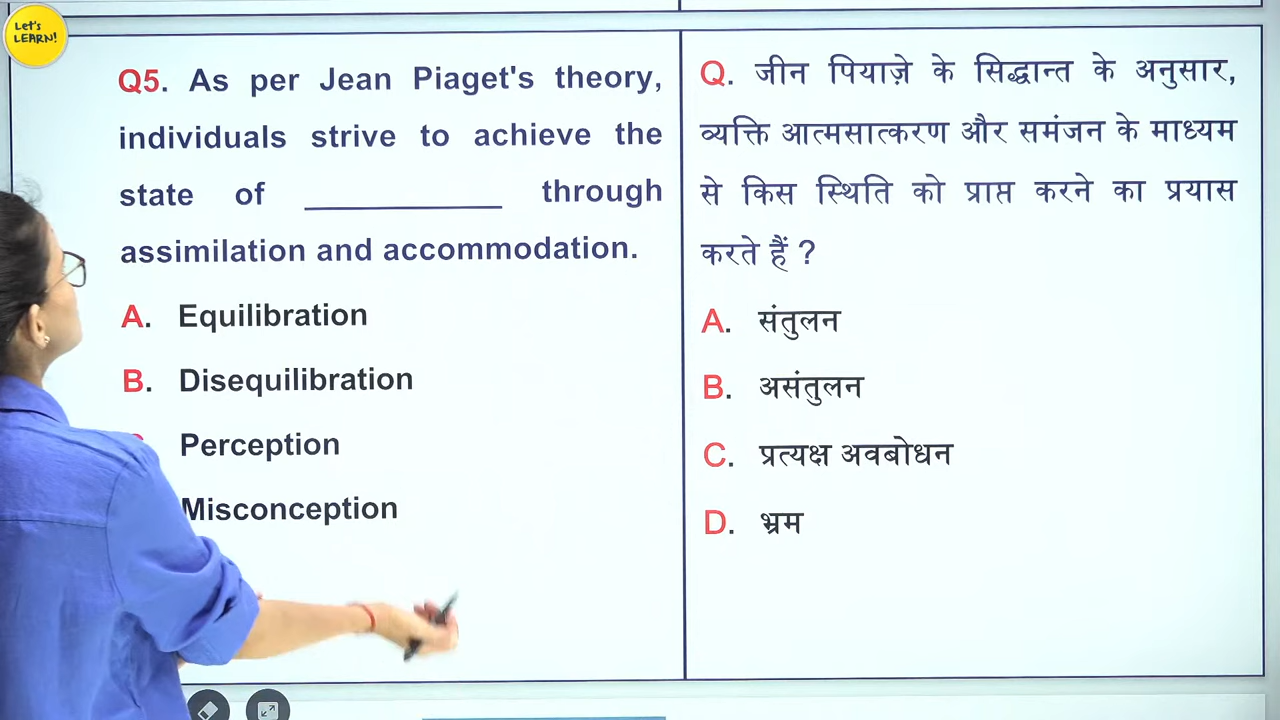 Let's
LEARN!
Q5. As per Jean Piaget's theory,
individuals strive to achieve the
state of ____________ through
assimilation and accommodation.
A. Equilibration
B. Disequilibration
Perception
Misconception
Q. जीन पियाज़े के सिद्धान्त के अनुसार,
व्यक्ति आत्मसात्करण और समंजन के माध्यम
से किस स्थिति को प्राप्त करने का प्रयास
करते हैं ?
A. संतुलन
B. असंतुलन
C. प्रत्यक्ष अवबोधन
D. भ्रम